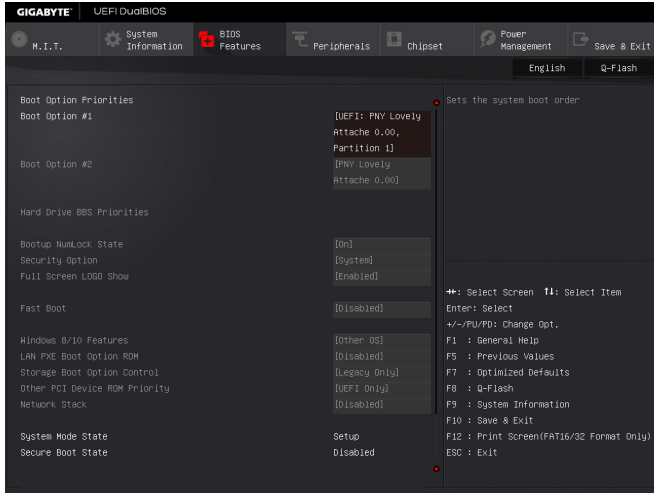 GIGABYTE™ UEFI DualBIOS
M.I.T. System Information BIOS Features Peripherals Chipset Power Management Save & Exit
English Q-Flash
Boot Option Priorities
Boot Option #1 [UEFI: PNY Lovely
Attache 0.00,
Partition 1]
Boot Option #2 [PNY Lovely
Attache 0.00]
Hard Drive BBS Priorities
Bootup NumLock State [On]
Security Option [System]
Full Screen LOGO Show [Enabled]
Fast Boot [Disabled]
Windows 8/10 Features [Other OS]
LAN PXE Boot Option ROM [Disabled]
Storage Boot Option Control [Legacy Only]
Other PCI Device ROM Priority [UEFI Only]
Network Stack [Disabled]
System Mode State Setup
Secure Boot State Disabled
Sets the system boot order
→←: Select Screen ↑↓: Select Item
Enter: Select
+/-/PU/PD: Change Opt.
F1 : General Help
F5 : Previous Values
F7 : Optimized Defaults
F8 : Q-Flash
F9 : System Information
F10 : Save & Exit
F12 : Print Screen(FAT16/32 Format Only)
ESC : Exit